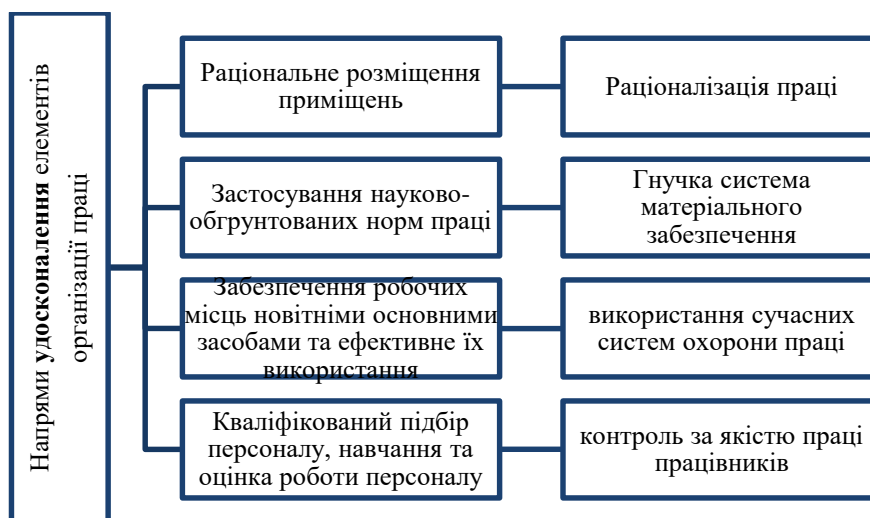 Напрями удосконалення елементів
організації праці
Раціональне розміщення
приміщень
Раціоналізація праці
Застосування науково-
обгрунтованих норм праці
Гнучка система
матеріального
забезпечення
Забезпечення робочих
місць новітніми основними
засобами та ефективне їх
використання
використання сучасних
систем охорони праці
Кваліфікований підбір
персоналу, навчання та
оцінка роботи персоналу
контроль за якістю праці
працівників